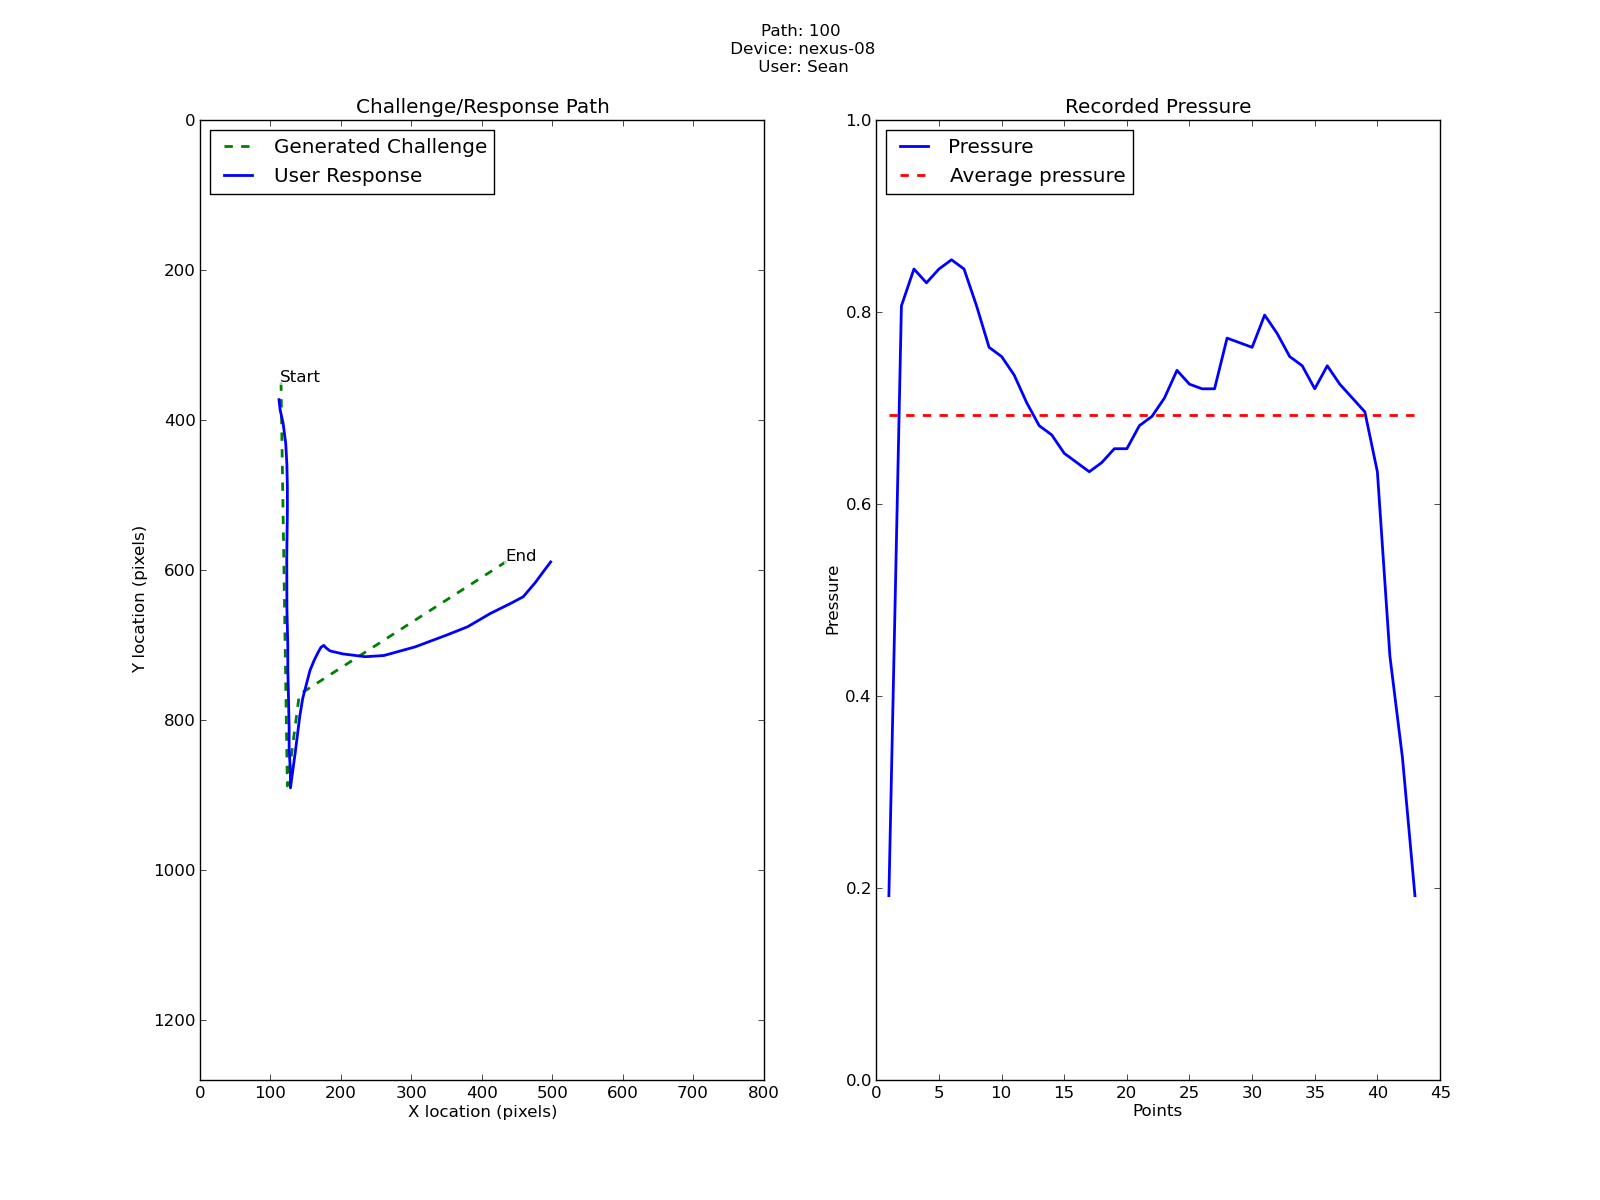 Path: 100
Device: nexus-08
User: Sean
Challenge/Response Path
Generated Challenge
User Response
0
200
400
600
800
1000
1200
Y location (pixels)
Start
End
0 100 200 300 400 500 600 700 800
X location (pixels)
Recorded Pressure
Pressure
Average pressure
1.0
0.8
0.6
0.4
0.2
0.0
Pressure
0 5 10 15 20 25 30 35 40 45
Points